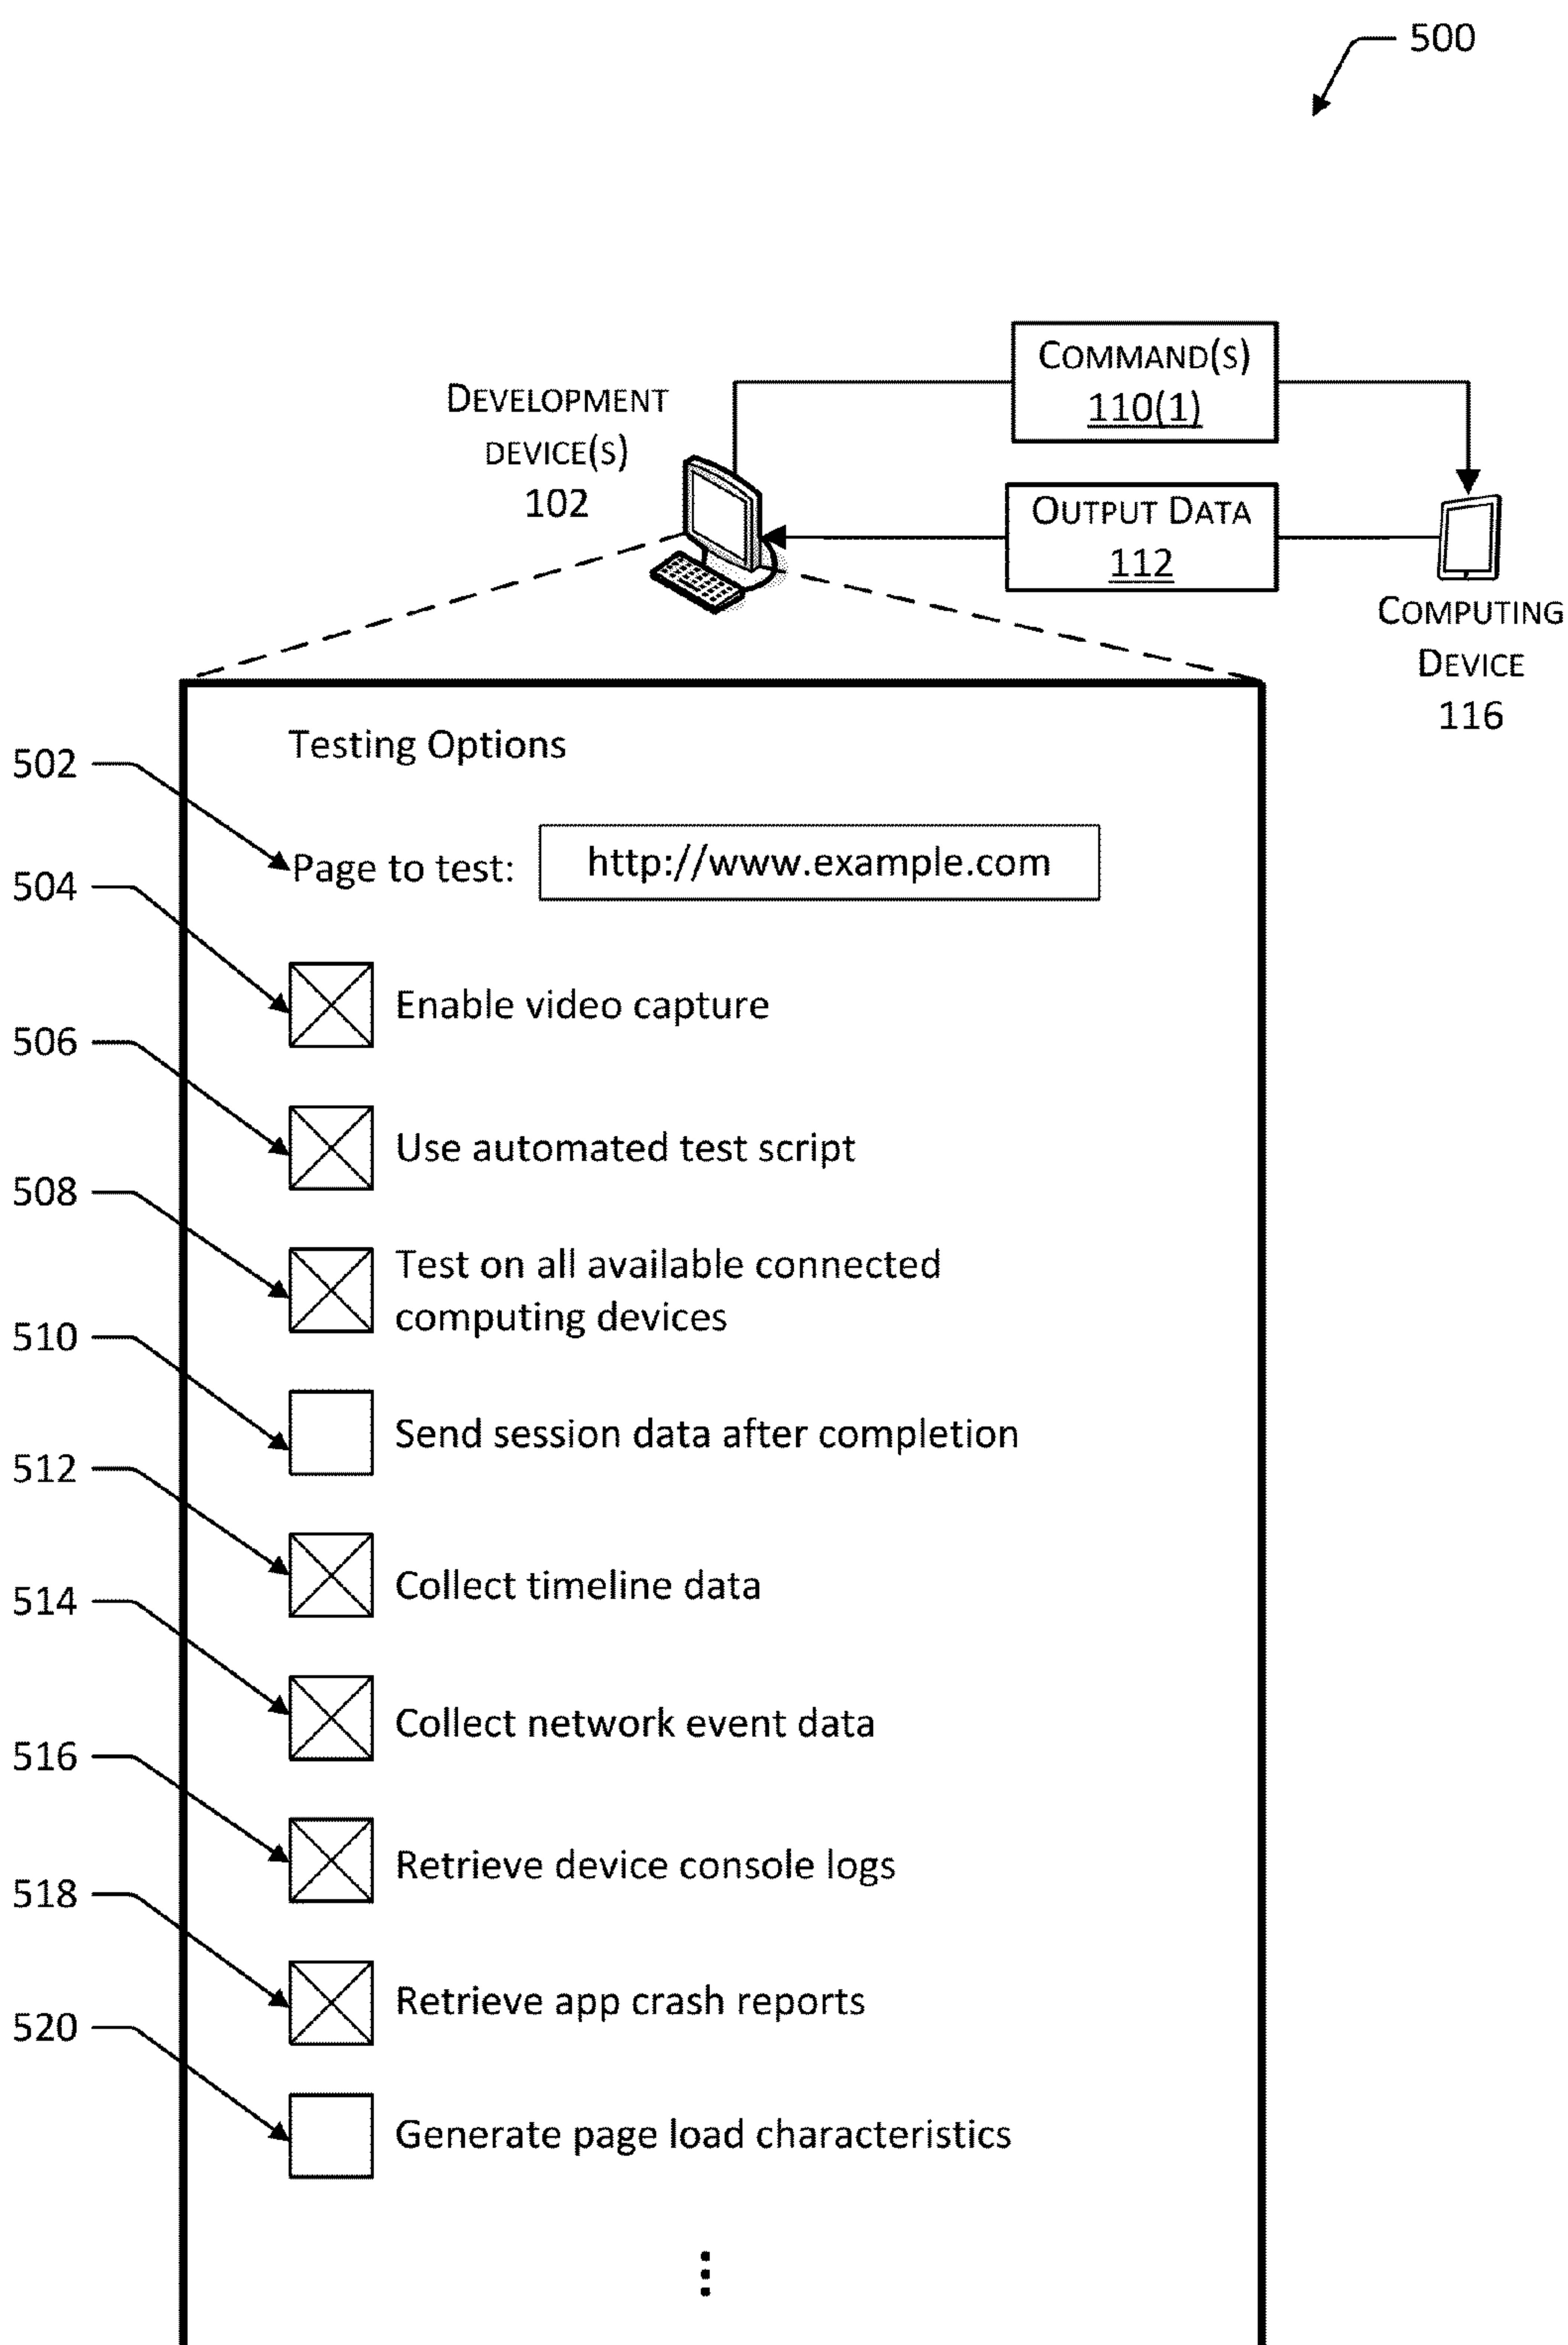 500
COMMAND(S)
110(1)
DEVELOPMENT
DEVICE(S)
102
OUTPUT DATA
112
COMPUTING
DEVICE
116
Testing Options
502
Page to test: http://www.example.com
504
Enable video capture
506
Use automated test script
508
Test on all available connected
computing devices
510
Send session data after completion
512
Collect timeline data
514
Collect network event data
516
Retrieve device console logs
518
Retrieve app crash reports
520
Generate page load characteristics
⋮